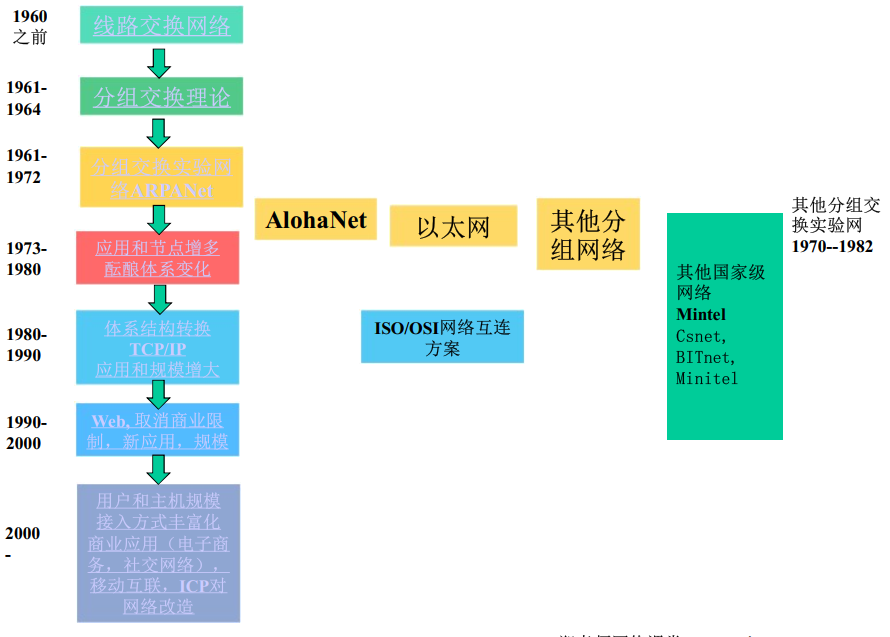 1960
之前
线路交换网络
1961-
1964
分组交换理论
1961-
1972
分组交换实验网
络ARPANet
AlohaNet
以太网
其他分
组网络
其他分组交
换实验网
1970--1982
1973-
1980
应用和节点增多
酝酿体系变化
其他国家级
网络
Mintel
Csnet,
BITnet,
Minitel
1980-
1990
体系结构转换
TCP/IP
应用和规模增大
ISO/OSI网络互连
方案
1990-
2000
Web, 取消商业限
制，新应用，规模
2000
-
用户和主机规模
接入方式丰富化
商业应用（电子商
务，社交网络），
移动互联，ICP对
网络改造